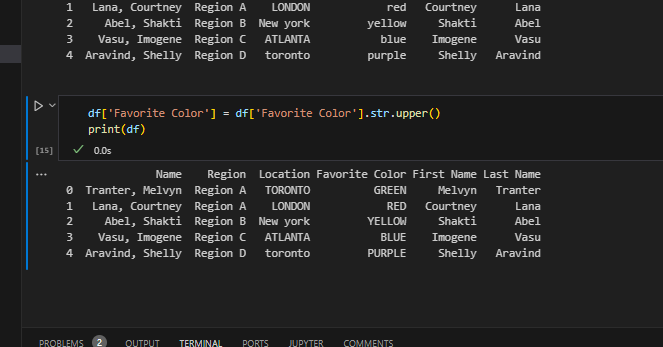 1 Lana, Courtney Region A LONDON red Courtney Lana
2 Abel, Shakti Region B New york yellow Shakti Abel
3 Vasu, Imogene Region C ATLANTA blue Imogene Vasu
4 Aravind, Shelly Region D toronto purple Shelly Aravind
df['Favorite Color'] = df['Favorite Color'].str.upper()
print(df)
[15] 0.0s
Name Region Location Favorite Color First Name Last Name
0 Tranter, Melvyn Region A TORONTO GREEN Melvyn Tranter
1 Lana, Courtney Region A LONDON RED Courtney Lana
2 Abel, Shakti Region B New york YELLOW Shakti Abel
3 Vasu, Imogene Region C ATLANTA BLUE Imogene Vasu
4 Aravind, Shelly Region D toronto PURPLE Shelly Aravind
PROBLEMS 2 OUTPUT TERMINAL PORTS JUPYTER COMMENTS